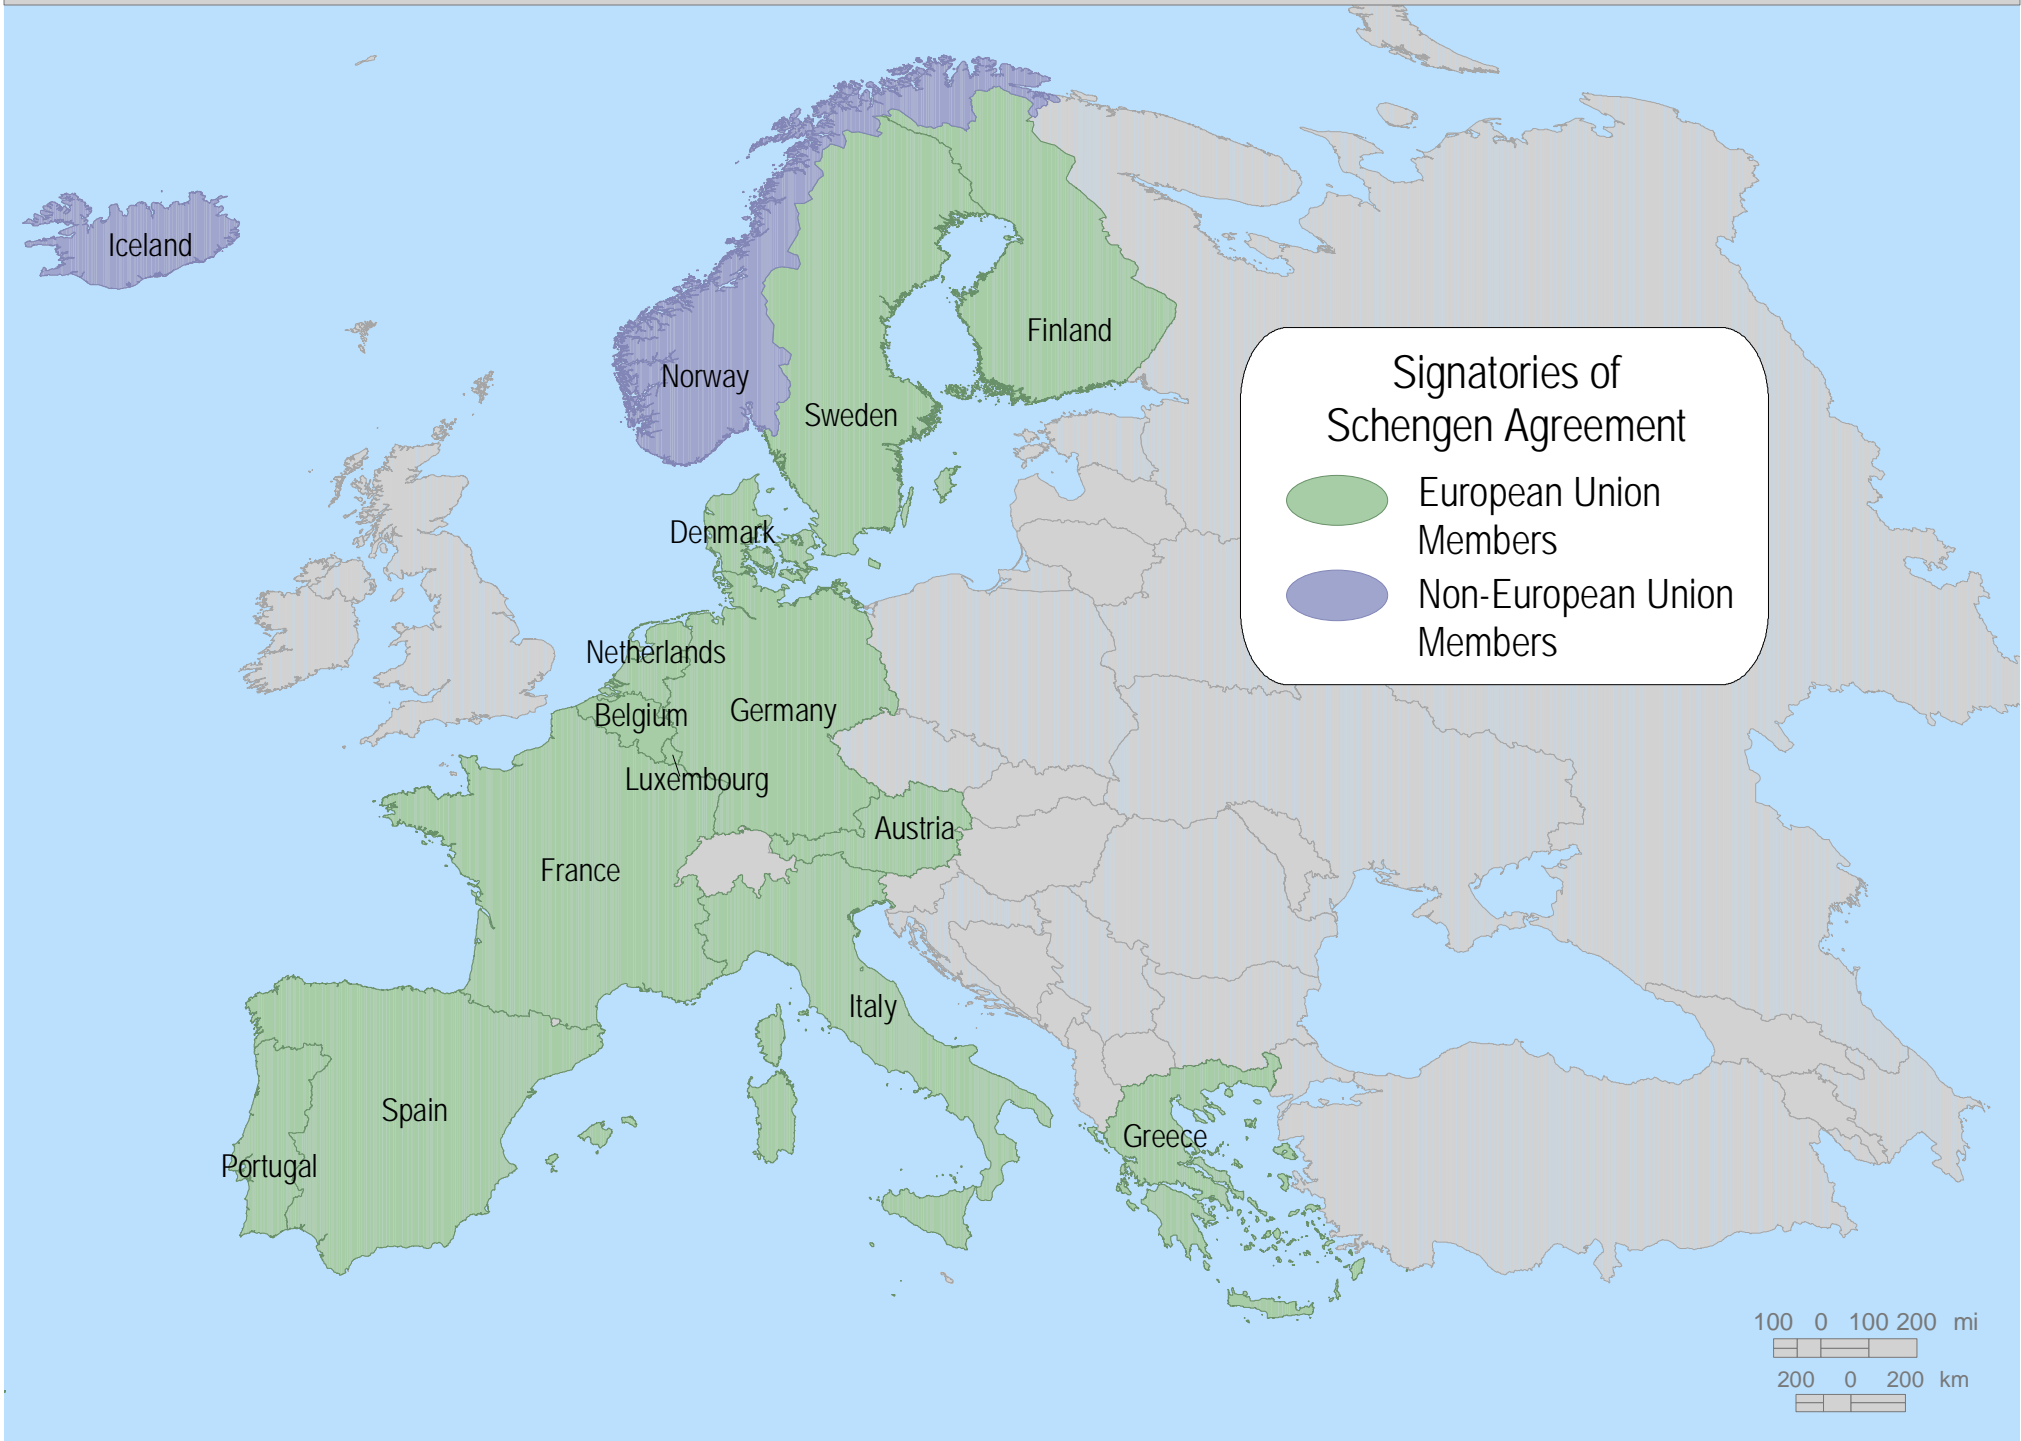 Iceland
Norway
Finland
Sweden
Denmark
Netherlands
Belgium
Germany
Luxembourg
Austria
France
Italy
Spain
Portugal
Greece
Signatories of
Schengen Agreement
European Union
Members
Non-European Union
Members
100 0 100 200 mi
200 0 200 km